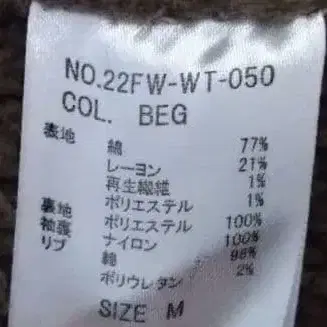 NO.22FW-WT-050
COL. BEG
表地 綿 77%
レーヨン 21%
再生繊維 1%
ポリエステル 1%
裏地 ポリエステル 100%
袖裏 ナイロン 100%
リブ 綿 98%
ポリウレタン 2%
SIZE M